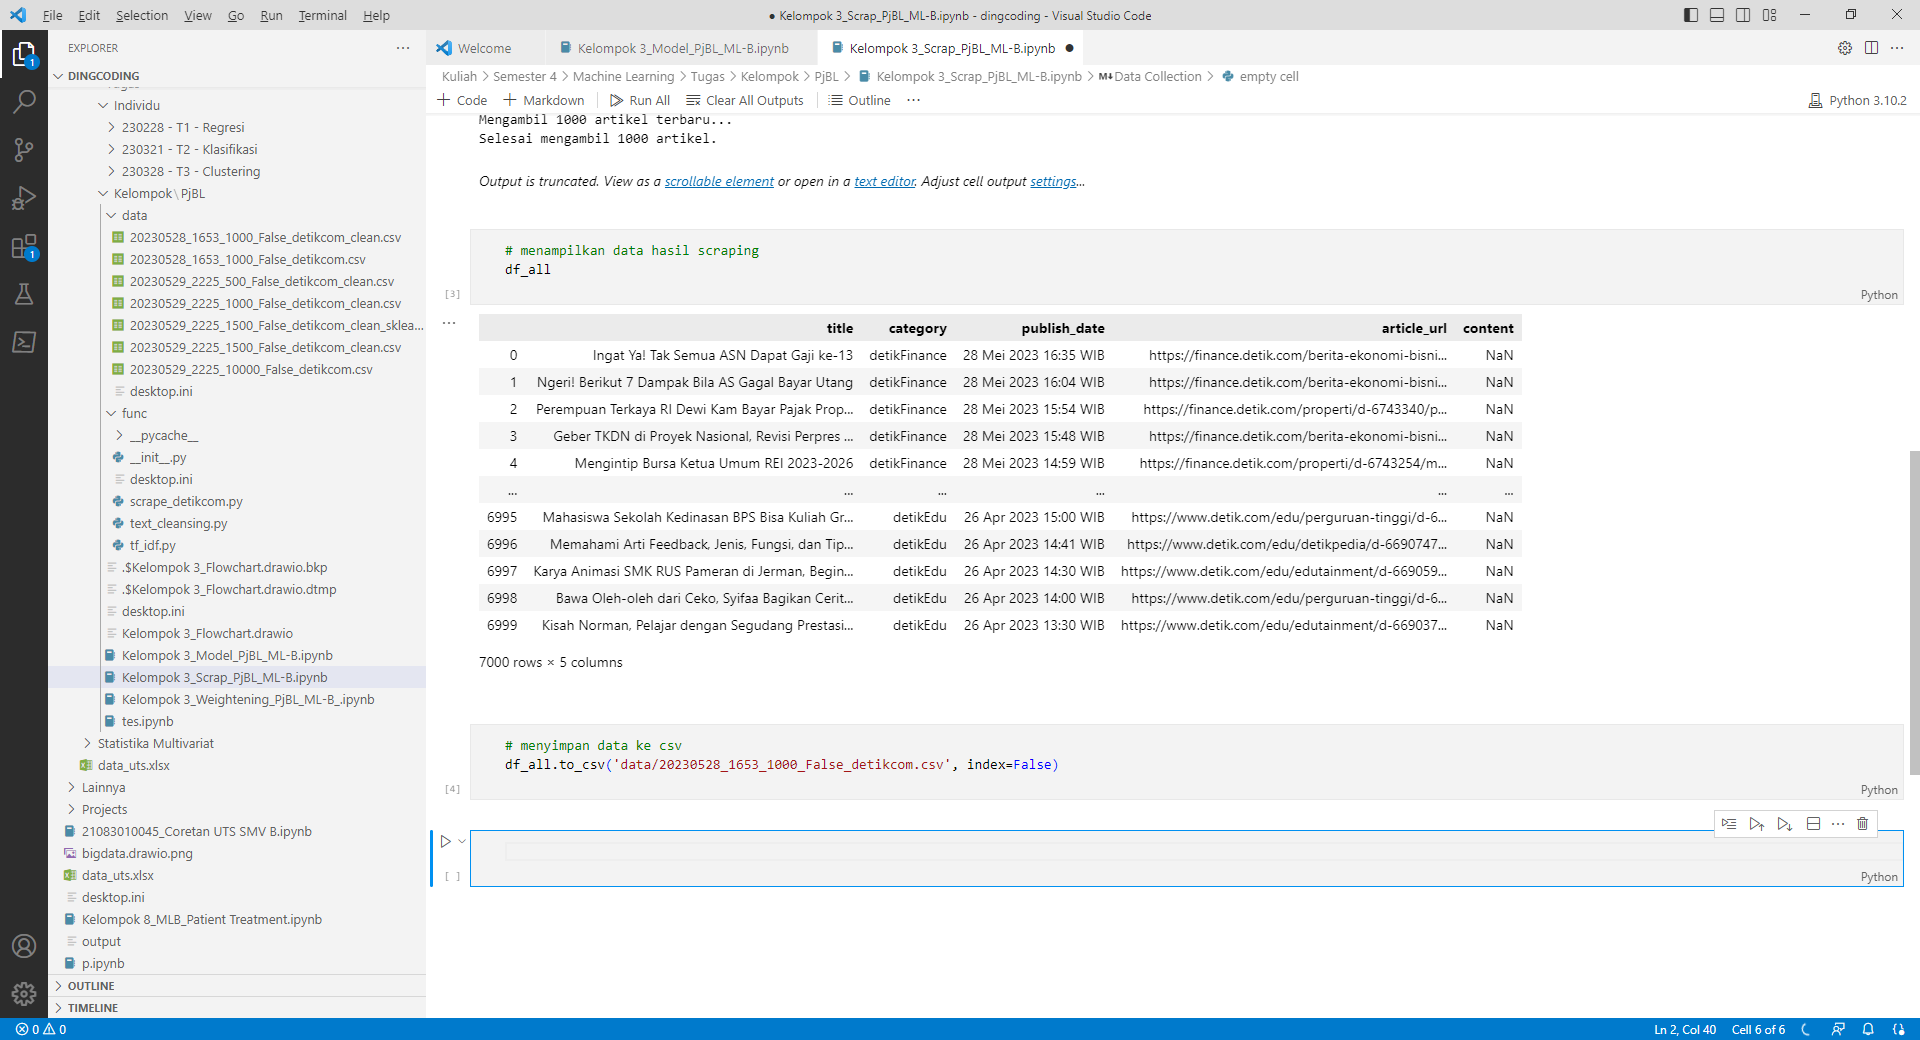 File Edit Selection View Go Run Terminal Help
● Kelompok 3_Scrap_PjBL_ML-B.ipynb - dingcoding - Visual Studio Code
EXPLORER
DINGCODING
Individu
230228 - T1 - Regresi
230321 - T2 - Klasifikasi
230328 - T3 - Clustering
Kelompok\PjBL
data
20230528_1653_1000_False_detikcom_clean.csv
20230528_1653_1000_False_detikcom.csv
20230529_2225_500_False_detikcom_clean.csv
20230529_2225_1000_False_detikcom_clean.csv
20230529_2225_1500_False_detikcom_clean_sklea...
20230529_2225_1500_False_detikcom_clean.csv
20230529_2225_10000_False_detikcom.csv
desktop.ini
func
__pycache__
__init__.py
desktop.ini
scrape_detikcom.py
text_cleansing.py
tf_idf.py
.$Kelompok 3_Flowchart.drawio.bkp
.$Kelompok 3_Flowchart.drawio.dtmp
desktop.ini
Kelompok 3_Flowchart.drawio
Kelompok 3_Model_PjBL_ML-B.ipynb
Kelompok 3_Scrap_PjBL_ML-B.ipynb
Kelompok 3_Weightening_PjBL_ML-B_.ipynb
tes.ipynb
Statistika Multivariat
data_uts.xlsx
Lainnya
Projects
21083010045_Coretan UTS SMV B.ipynb
bigdata.drawio.png
data_uts.xlsx
desktop.ini
Kelompok 8_MLB_Patient Treatment.ipynb
output
p.ipynb
OUTLINE
TIMELINE
1
1
Welcome
Kelompok 3_Model_PjBL_ML-B.ipynb
Kelompok 3_Scrap_PjBL_ML-B.ipynb ●
Kuliah > Semester 4 > Machine Learning > Tugas > Kelompok > PjBL > Kelompok 3_Scrap_PjBL_ML-B.ipynb > M↓Data Collection > empty cell
+ Code + Markdown Run All Clear All Outputs Outline ... Python 3.10.2
Mengambil 1000 artikel terbaru...
Selesai mengambil 1000 artikel.
Output is truncated. View as a scrollable element or open in a text editor. Adjust cell output settings...
# menampilkan data hasil scraping
df_all
[3] Python
title category publish_date article_url content
0 Ingat Ya! Tak Semua ASN Dapat Gaji ke-13 detikFinance 28 Mei 2023 16:35 WIB https://finance.detik.com/berita-ekonomi-bisni... NaN
1 Ngeri! Berikut 7 Dampak Bila AS Gagal Bayar Utang detikFinance 28 Mei 2023 16:04 WIB https://finance.detik.com/berita-ekonomi-bisni... NaN
2 Perempuan Terkaya RI Dewi Kam Bayar Pajak Prop... detikFinance 28 Mei 2023 15:54 WIB https://finance.detik.com/properti/d-6743340/p... NaN
3 Geber TKDN di Proyek Nasional, Revisi Perpres ... detikFinance 28 Mei 2023 15:48 WIB https://finance.detik.com/berita-ekonomi-bisni... NaN
4 Mengintip Bursa Ketua Umum REI 2023-2026 detikFinance 28 Mei 2023 14:59 WIB https://finance.detik.com/properti/d-6743254/m... NaN
... ... ... ... ... ...
6995 Mahasiswa Sekolah Kedinasan BPS Bisa Kuliah Gr... detikEdu 26 Apr 2023 15:00 WIB https://www.detik.com/edu/perguruan-tinggi/d-6... NaN
6996 Memahami Arti Feedback, Jenis, Fungsi, dan Tip... detikEdu 26 Apr 2023 14:41 WIB https://www.detik.com/edu/detikpedia/d-6690747... NaN
6997 Karya Animasi SMK RUS Pameran di Jerman, Begin... detikEdu 26 Apr 2023 14:30 WIB https://www.detik.com/edu/edutainment/d-669059... NaN
6998 Bawa Oleh-oleh dari Ceko, Syifaa Bagikan Cerit... detikEdu 26 Apr 2023 14:00 WIB https://www.detik.com/edu/perguruan-tinggi/d-6... NaN
6999 Kisah Norman, Pelajar dengan Segudang Prestasi... detikEdu 26 Apr 2023 13:30 WIB https://www.detik.com/edu/edutainment/d-669037... NaN
7000 rows × 5 columns
# menyimpan data ke csv
df_all.to_csv('data/20230528_1653_1000_False_detikcom.csv', index=False)
[4] Python
[ ] Python
0 0 Ln 2, Col 40 Cell 6 of 6